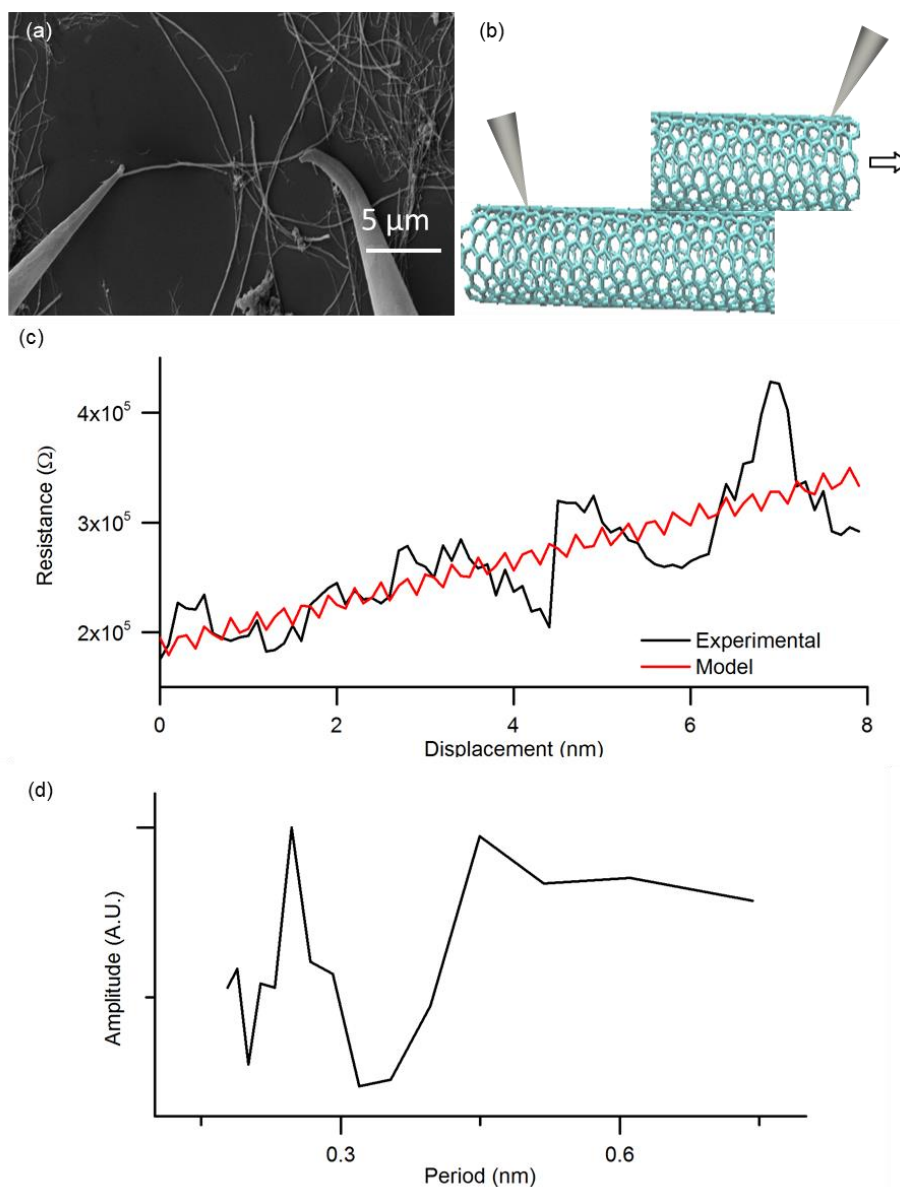 (a)
5 µm
(b)
(c)
Resistance (Ω)
4x10⁵
3x10⁵
2x10⁵
Experimental
Model
0
2
4
6
8
Displacement (nm)
(d)
Amplitude (A.U.)
0.3
0.6
Period (nm)